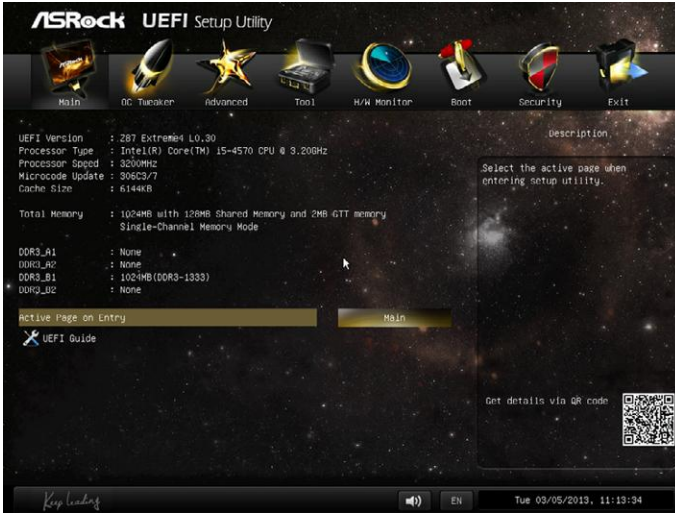 ASRock UEFI Setup Utility
Main OC Tweaker Advanced Tool H/W Monitor Boot Security Exit
UEFI Version : Z87 Extreme4 L0.30
Processor Type : Intel(R) Core(TM) i5-4570 CPU @ 3.20GHz
Processor Speed : 3200MHz
Microcode Update : 306C3/7
Cache Size : 6144KB
Total Memory : 1024MB with 128MB Shared Memory and 2MB GTT memory
Single-Channel Memory Mode
DDR3_A1 : None
DDR3_A2 : None
DDR3_B1 : 1024MB(DDR3-1333)
DDR3_B2 : None
Active Page on Entry Main
UEFI Guide
Description
Select the active page when
entering setup utility.
Get details via QR code
Keep Leading
EN Tue 03/05/2013, 11:13:34